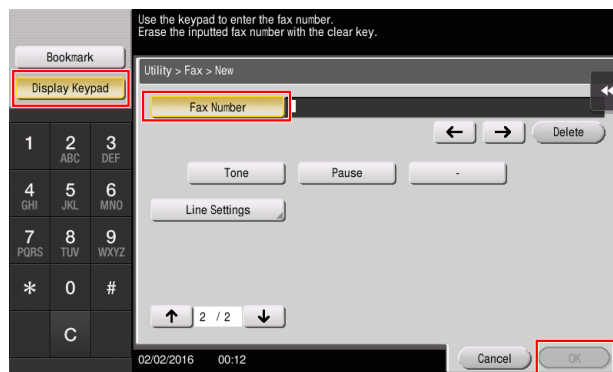 Use the keypad to enter the fax number.
Erase the inputted fax number with the clear key.
Bookmark
Display Keypad
Utility > Fax > New
Fax Number
← → Delete
1 2 3
ABC DEF
Tone Pause -
4 5 6
GHI JKL MNO
Line Settings
7 8 9
PQRS TUV WXYZ
* 0 #
↑ 2 / 2 ↓
C
02/02/2016 00:12
Cancel OK